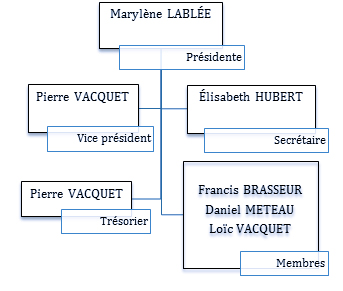 Marylène LABLÉE
Présidente
Pierre VACQUET
Vice président
Élisabeth HUBERT
Secrétaire
Pierre VACQUET
Trésorier
Francis BRASSEUR
Daniel METEAU
Loïc VACQUET
Membres